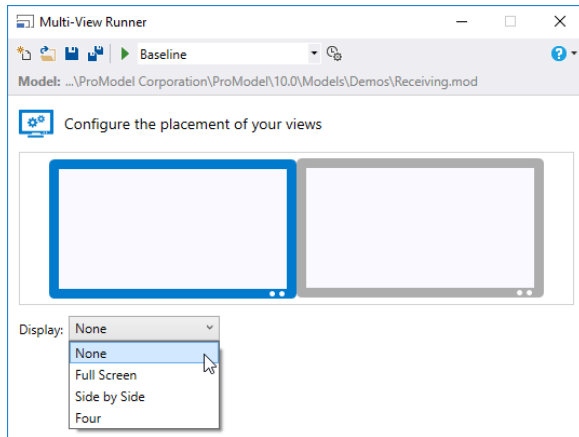 Multi-View Runner
Baseline
Model: ...\ProModel Corporation\ProModel\10.0\Models\Demos\Receiving.mod
Configure the placement of your views
Display: None
None
Full Screen
Side by Side
Four